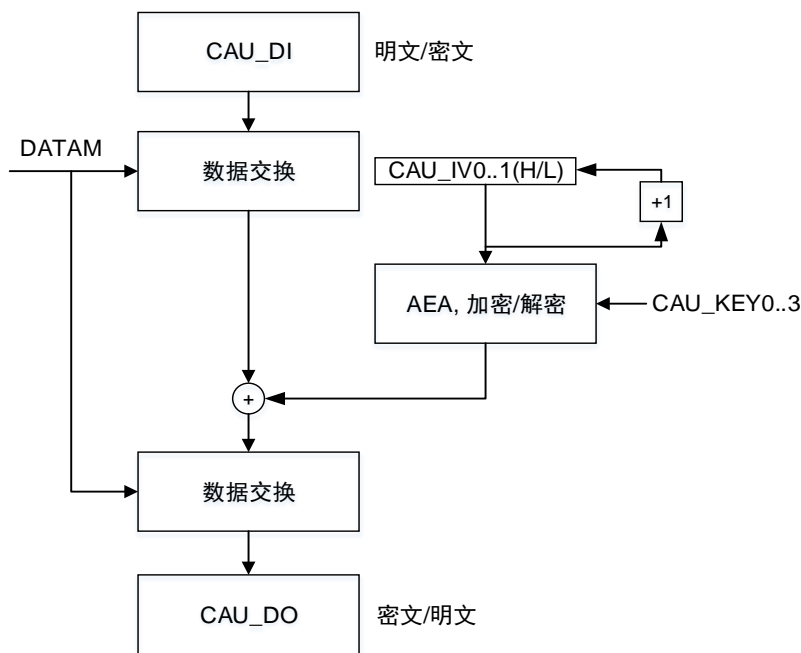 CAU_DI
明文/密文
DATAM
数据交换
CAU_IV0..1(H/L)
+1
AEA, 加密/解密
CAU_KEY0..3
+
数据交换
CAU_DO
密文/明文